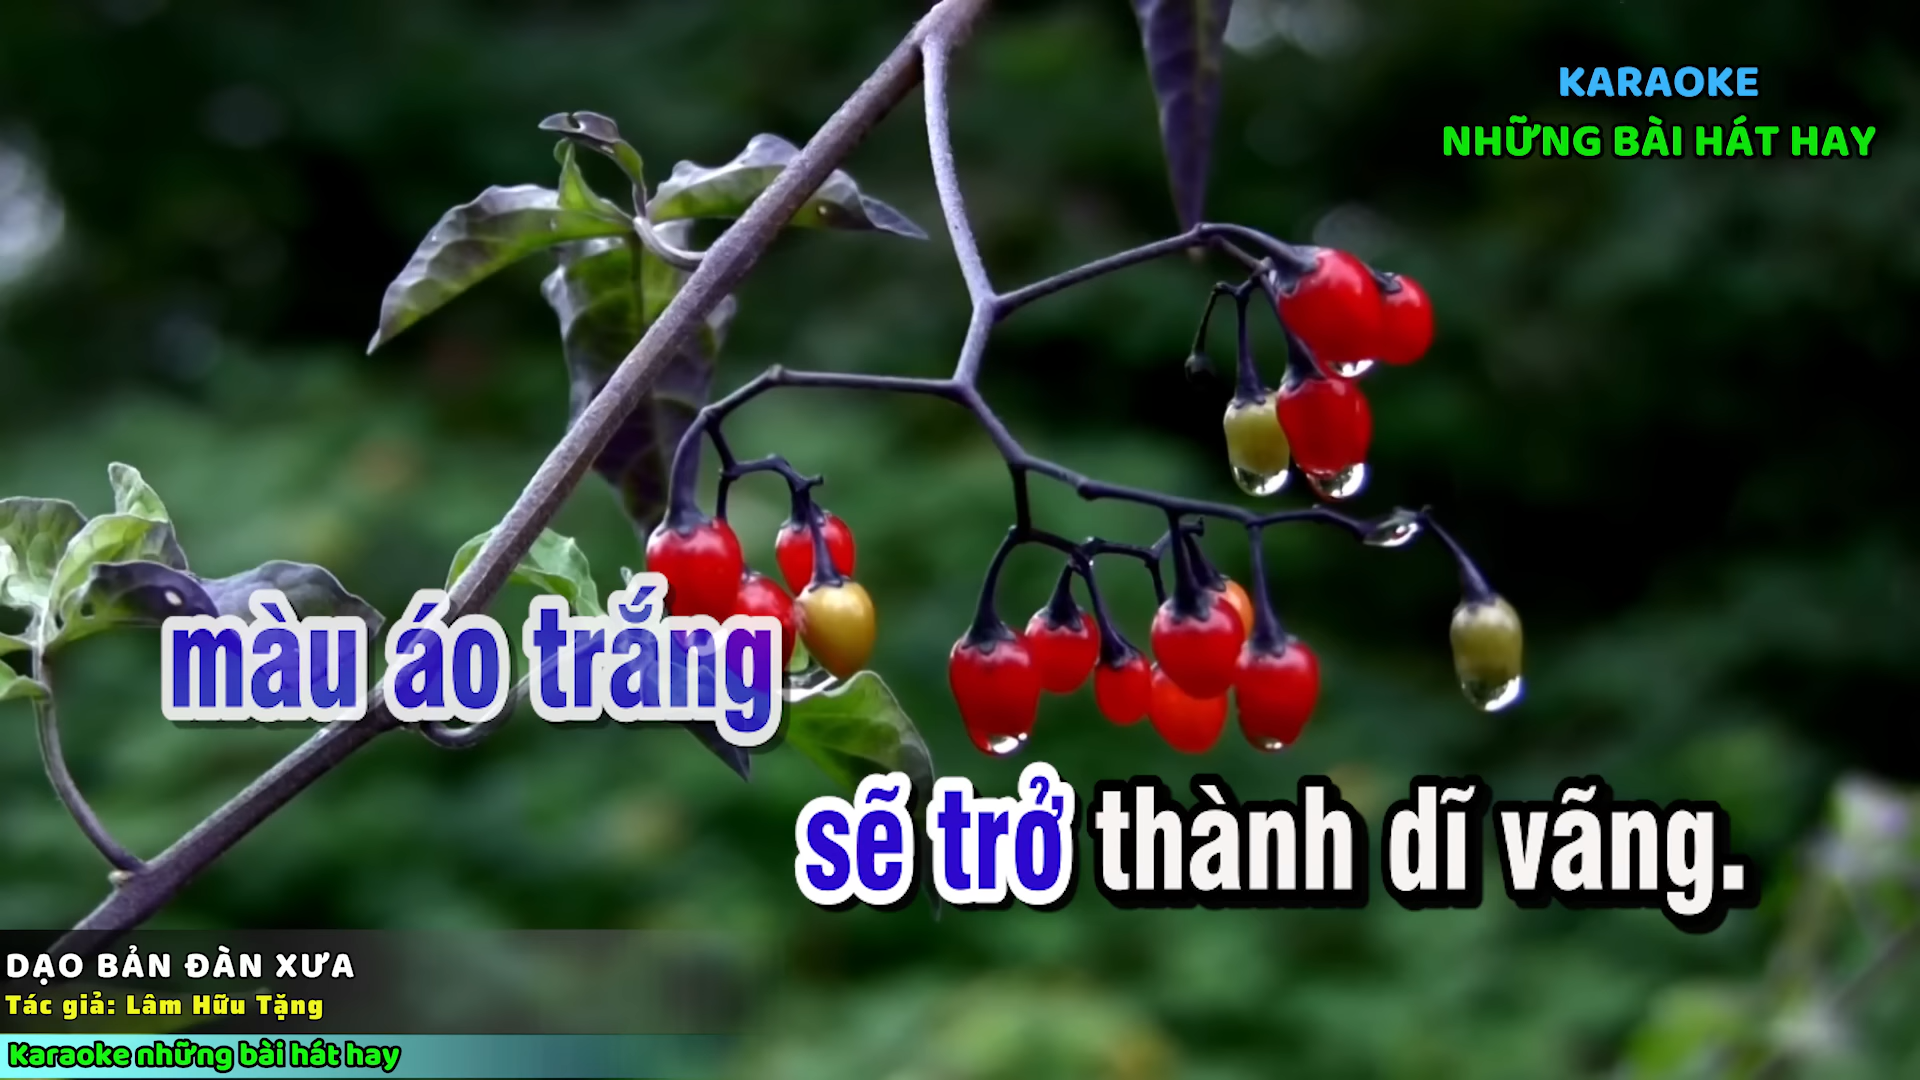 KARAOKE
NHỮNG BÀI HÁT HAY
màu áo trắng
sẽ trở thành dĩ vãng.
DẠO BẢN ĐÀN XƯA
Tác giả: Lâm Hữu Tặng
Karaoke những bài hát hay